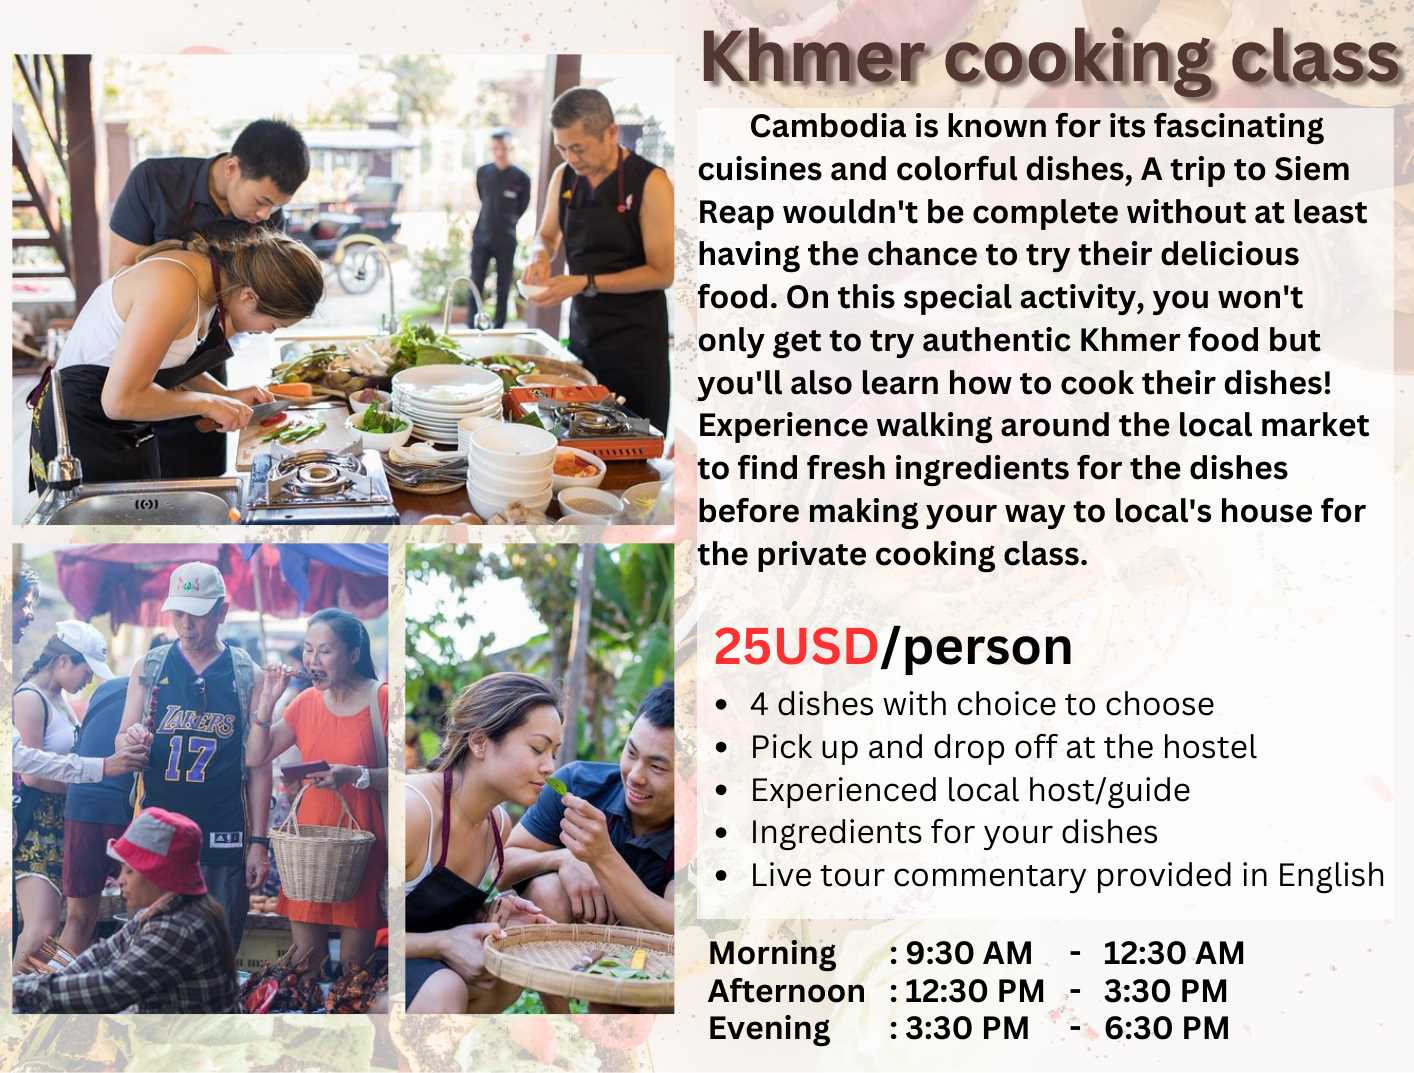 Khmer cooking class
Cambodia is known for its fascinating
cuisines and colorful dishes, A trip to Siem
Reap wouldn't be complete without at least
having the chance to try their delicious
food. On this special activity, you won't
only get to try authentic Khmer food but
you'll also learn how to cook their dishes!
Experience walking around the local market
to find fresh ingredients for the dishes
before making your way to local's house for
the private cooking class.
25USD/person
• 4 dishes with choice to choose
• Pick up and drop off at the hostel
• Experienced local host/guide
• Ingredients for your dishes
• Live tour commentary provided in English
Morning : 9:30 AM - 12:30 AM
Afternoon : 12:30 PM - 3:30 PM
Evening : 3:30 PM - 6:30 PM
LAKERS
17